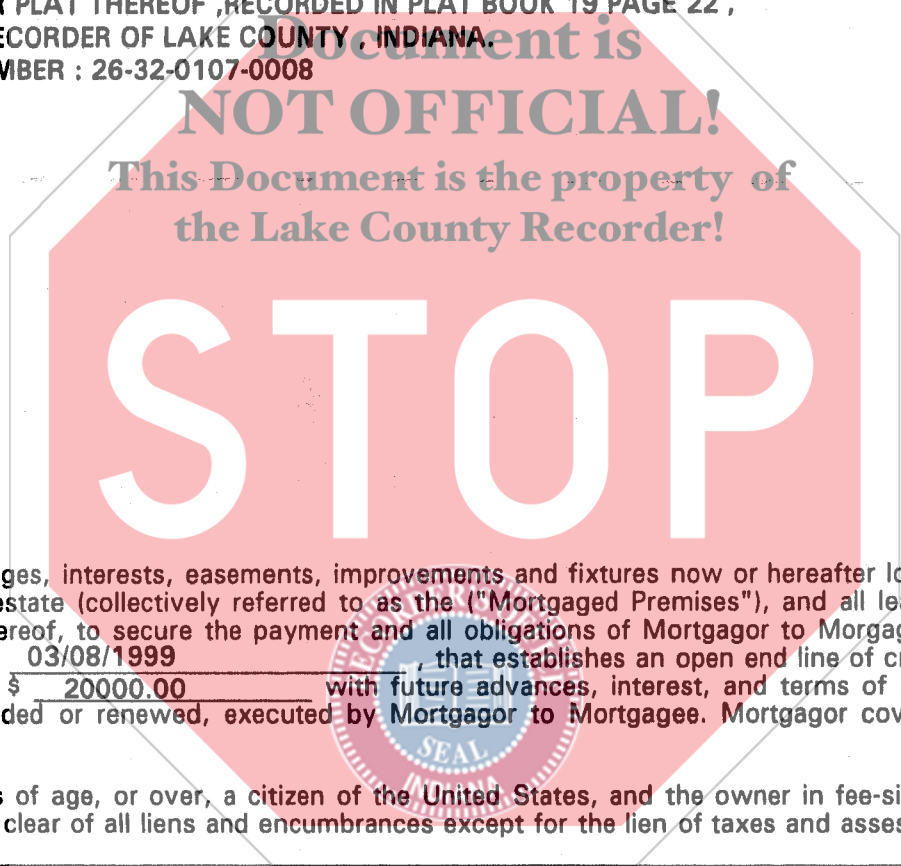 PLAT THEREOF ,RECORDED IN PLAT BOOK 19 PAGE 22 ,
ECORDER OF LAKE COUNTY , INDIANA.
MBER : 26-32-0107-0008
Document is
NOT OFFICIAL!
This Document is the property of
the Lake County Recorder!
STOP
ges, interests, easements, improvements and fixtures now or hereafter lo
estate (collectively referred to as the ("Mortgaged Premises"), and all le
ereof, to secure the payment and all obligations of Mortgagor to Morgag
03/08/1999 , that establishes an open end line of c
$ 20000.00 with future advances, interest, and terms of
ded or renewed, executed by Mortgagor to Mortgagee. Mortgagor cov
SEAL
INDIANA
s of age, or over, a citizen of the United States, and the owner in fee-si
clear of all liens and encumbrances except for the lien of taxes and asses